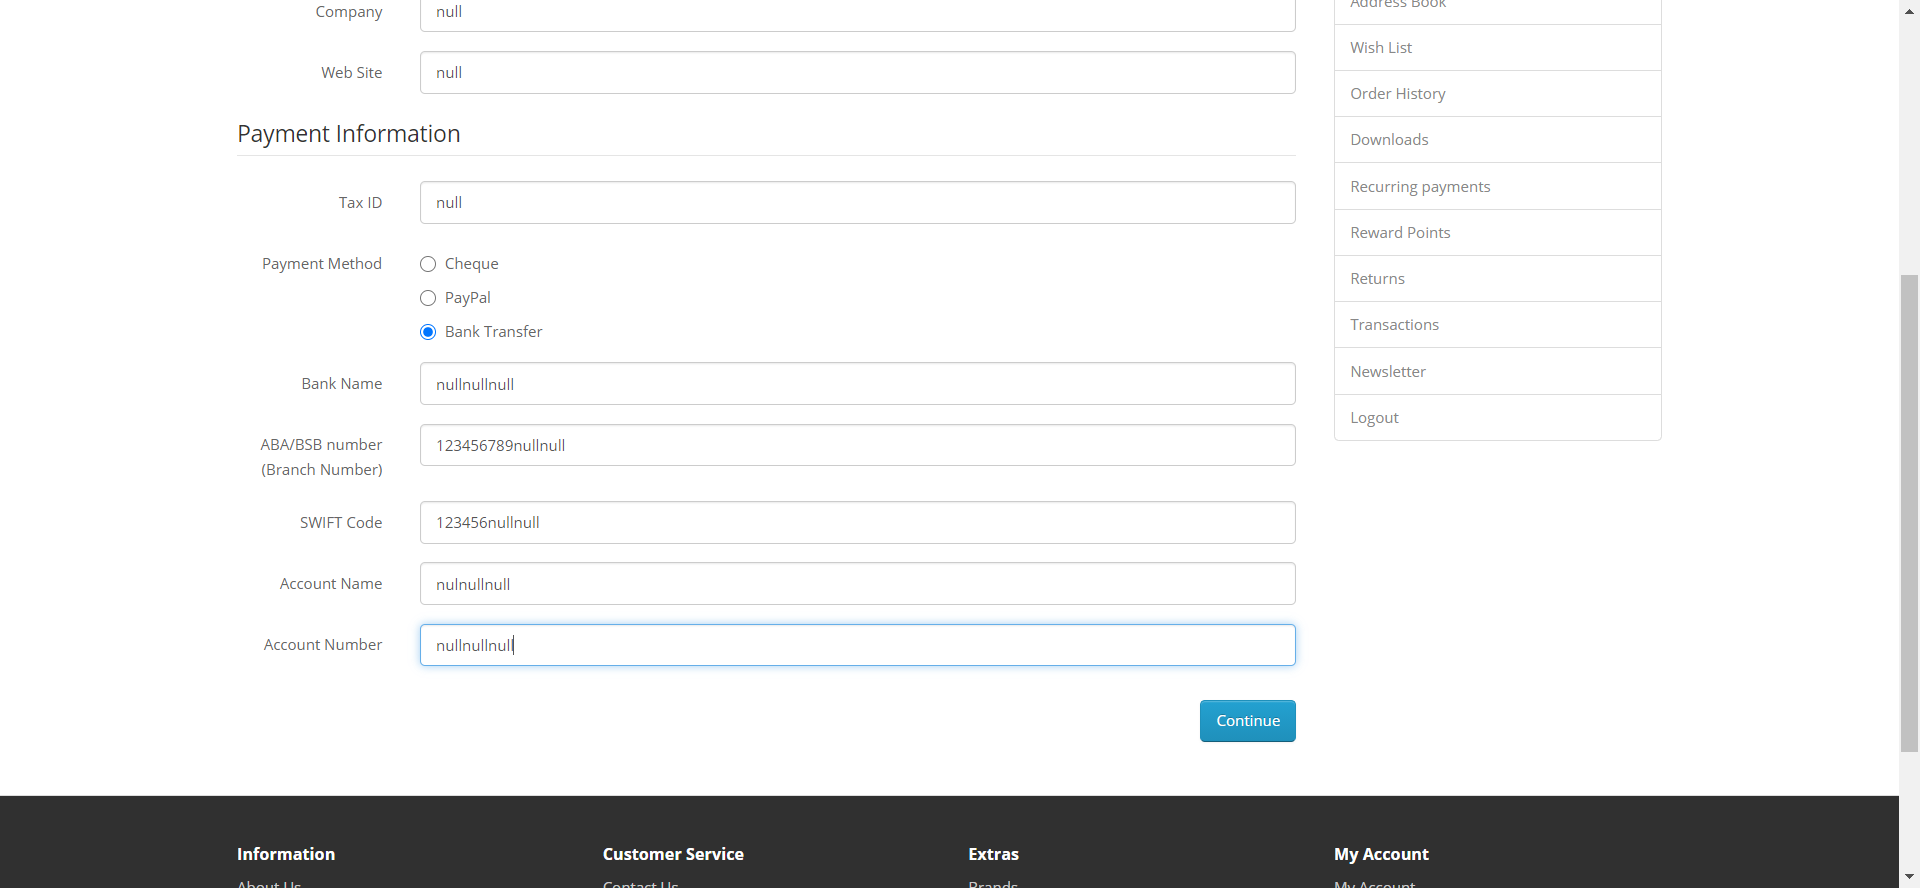 Company
null
Web Site
null
Payment Information
Tax ID
null
Payment Method
Cheque
PayPal
Bank Transfer
Bank Name
nullnullnull
ABA/BSB number
(Branch Number)
123456789nullnull
SWIFT Code
123456nullnull
Account Name
nulnullnull
Account Number
nullnullnull
Continue
Address Book
Wish List
Order History
Downloads
Recurring payments
Reward Points
Returns
Transactions
Newsletter
Logout
Information
About Us
Customer Service
Contact Us
Extras
Brands
My Account
My Account